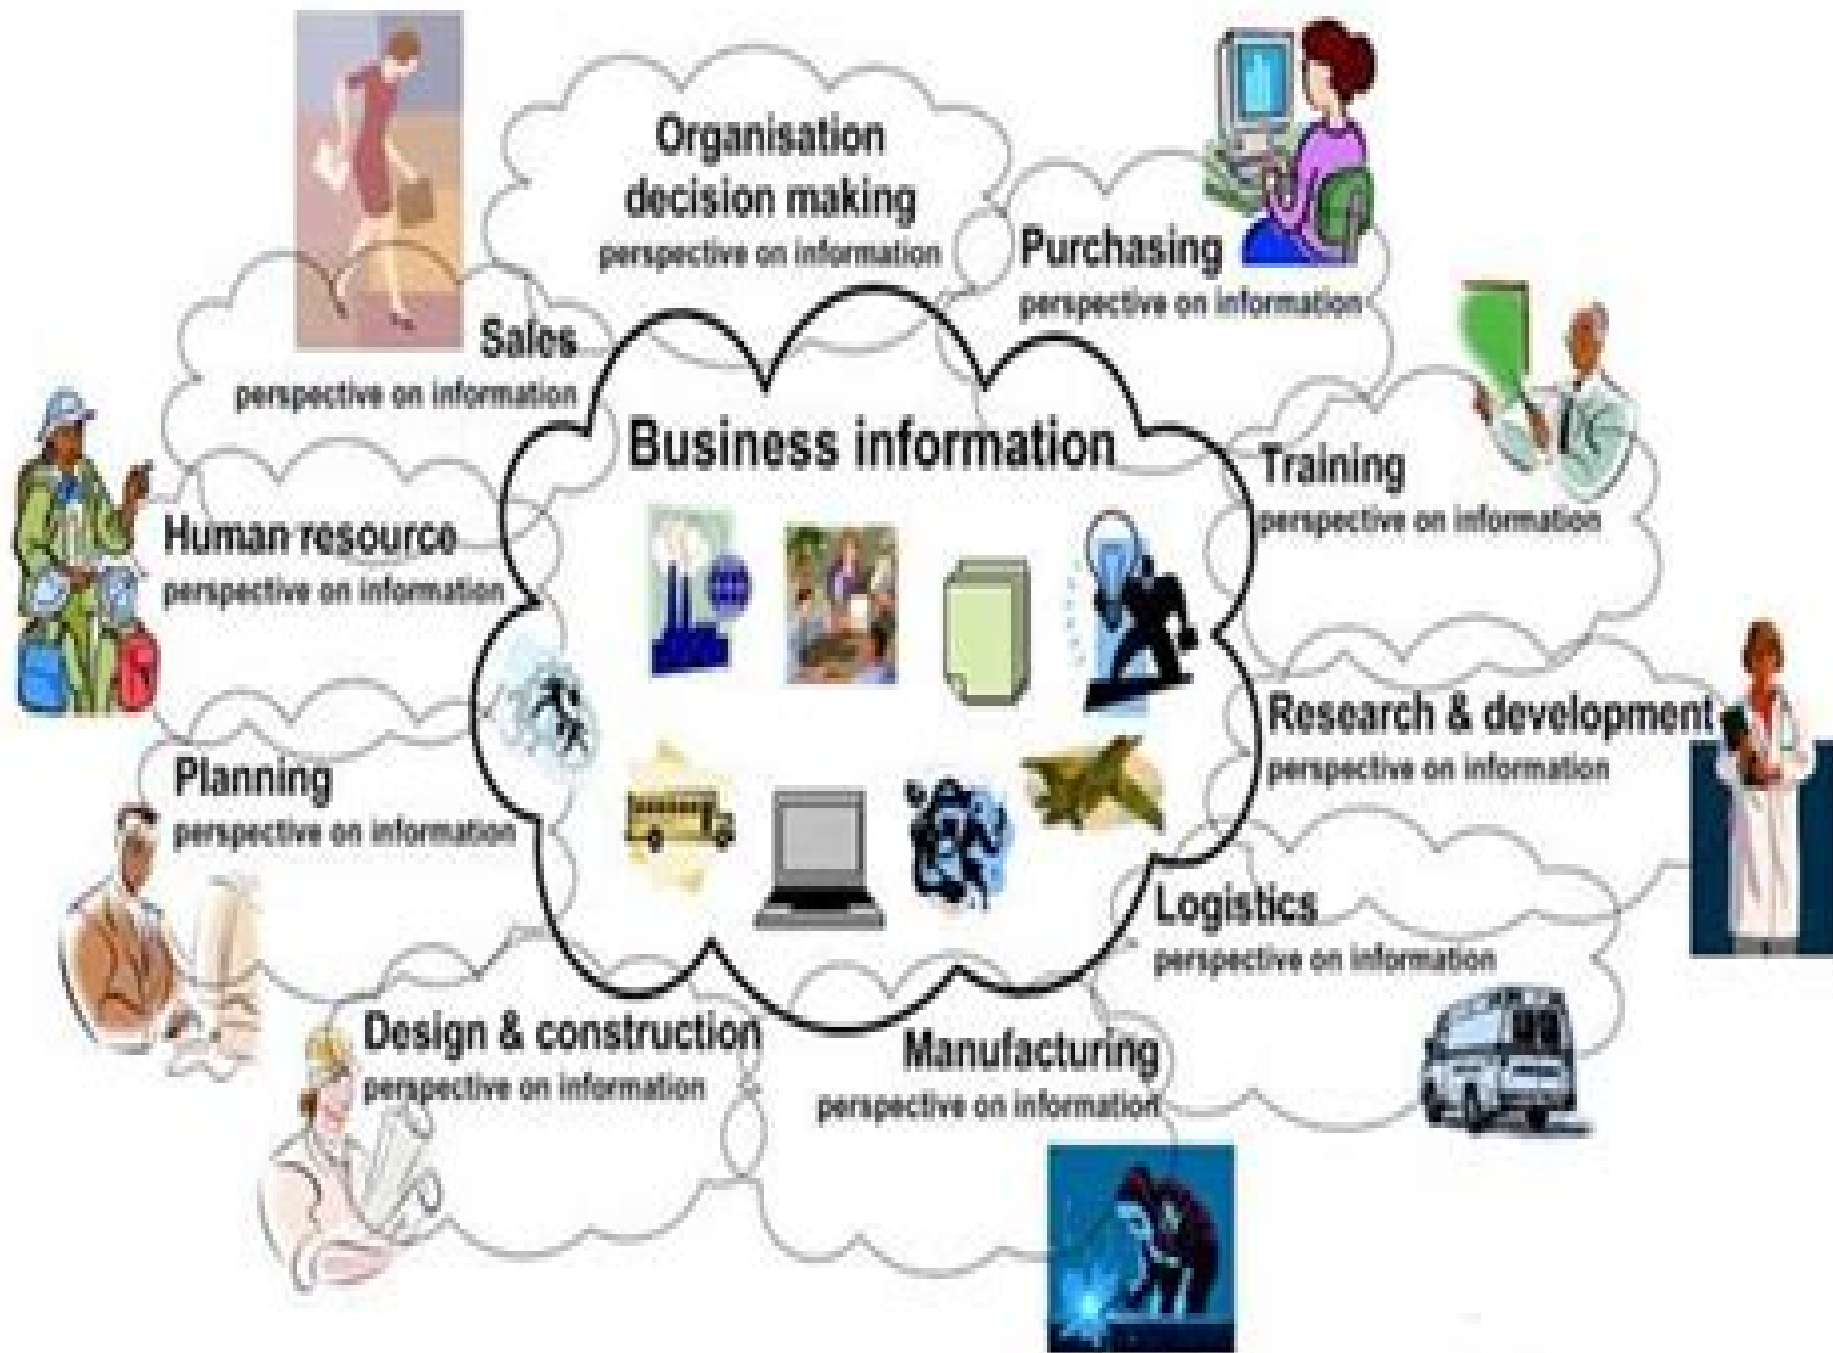 Organisation
decision making
perspective on information
Purchasing
perspective on information
Sales
perspective on information
Business information
Training
perspective on information
Human resource
perspective on information
Research & development
perspective on information
Planning
perspective on information
Logistics
perspective on information
Design & construction
perspective on information
Manufacturing
perspective on information